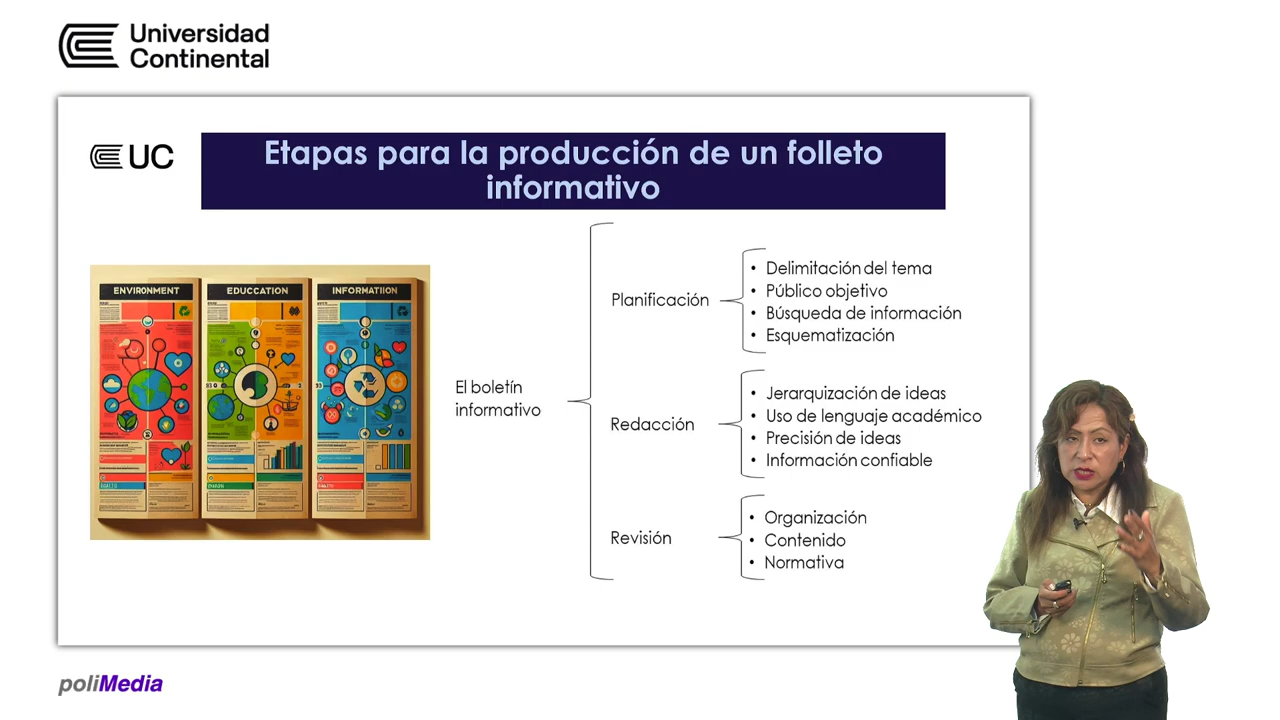 Universidad
Continental
UC
Etapas para la producción de un folleto
informativo
ENVIRONMENT
EDUCCATION
INFORMATIION
El boletín
informativo
Planificación
• Delimitación del tema
• Público objetivo
• Búsqueda de información
• Esquematización
Redacción
• Jerarquización de ideas
• Uso de lenguaje académico
• Precisión de ideas
• Información confiable
Revisión
• Organización
• Contenido
• Normativa
poliMedia